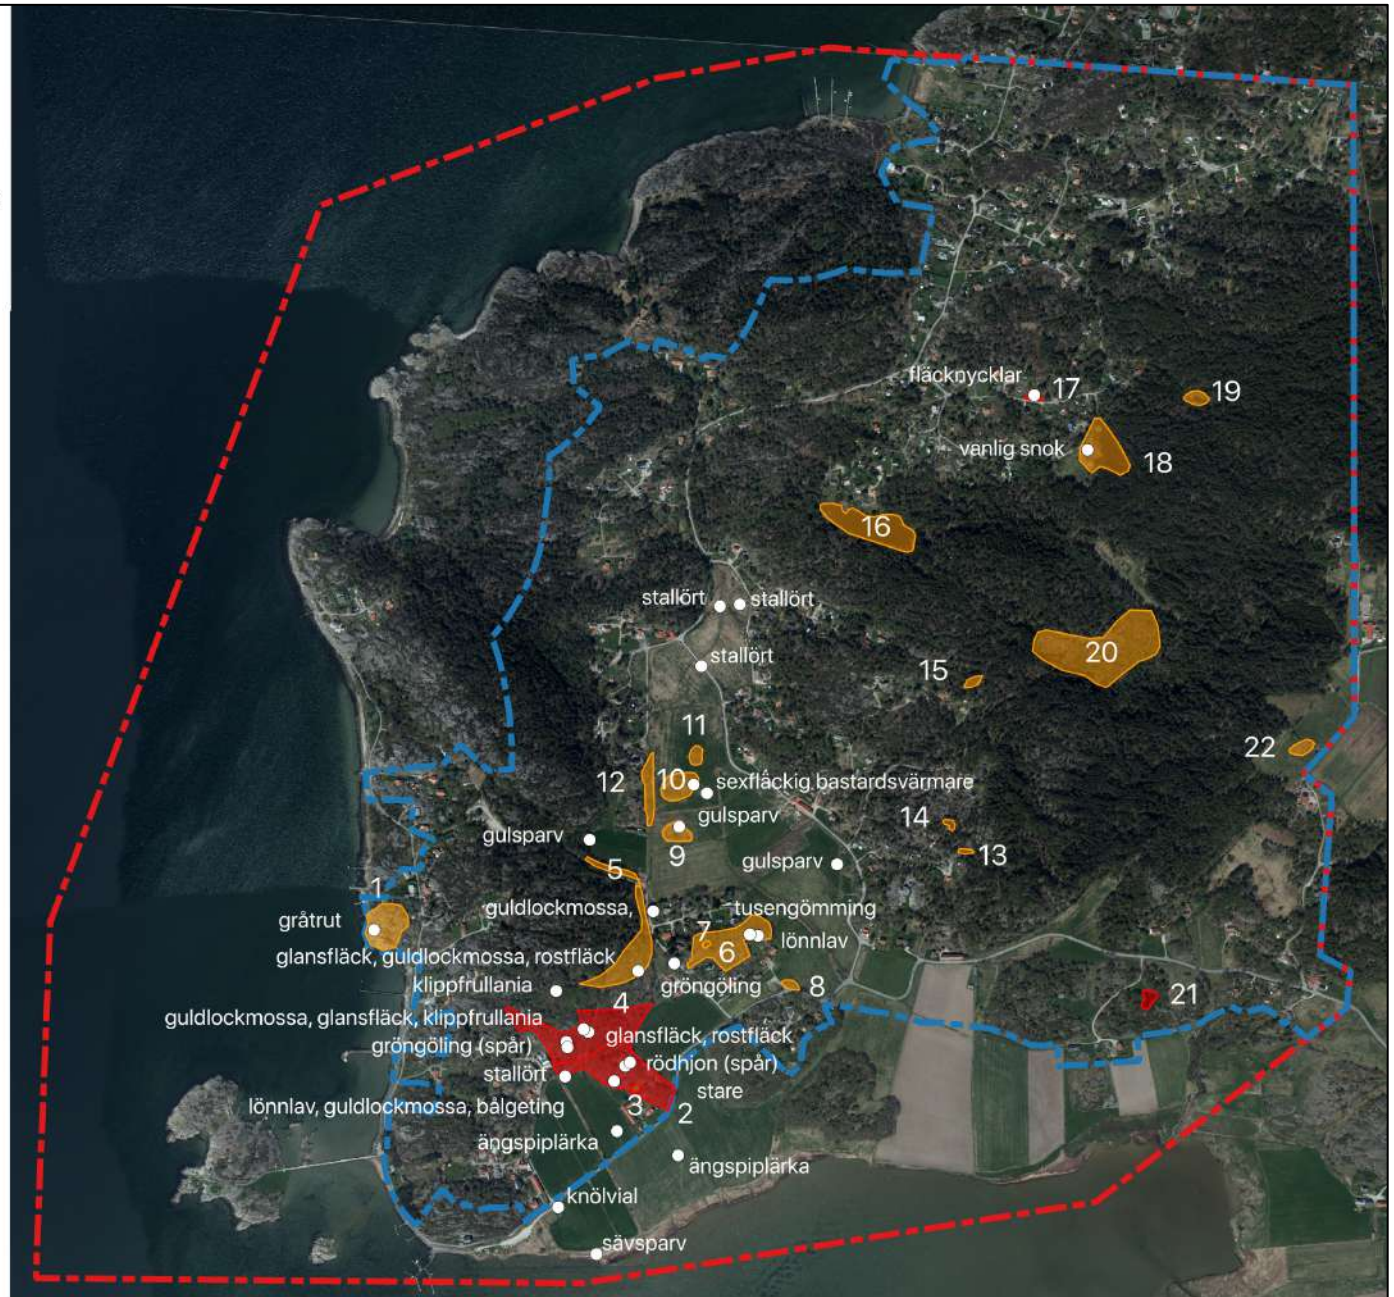 fläcknycklar
17
19
vanlig snok
18
16
stallört
stallört
stallört
20
15
11
22
12
10
sexfläckig bastardsvärmare
gulsparv
14
gulsparv
9
13
gulsparv
5
1
guldlockmossa,
tusengömming
gråtrut
7
lönnlav
6
glansfläck, guldlockmossa, rostfläck
gröngöling
klippfrullania
8
21
4
guldlockmossa, glansfläck, klippfrullania
glansfläck, rostfläck
gröngöling (spår)
rödhjon (spår)
stallört
stare
lönnlav, guldlockmossa, bålgeting
3
2
ängspiplärka
ängspiplärka
knölvial
sävsparv